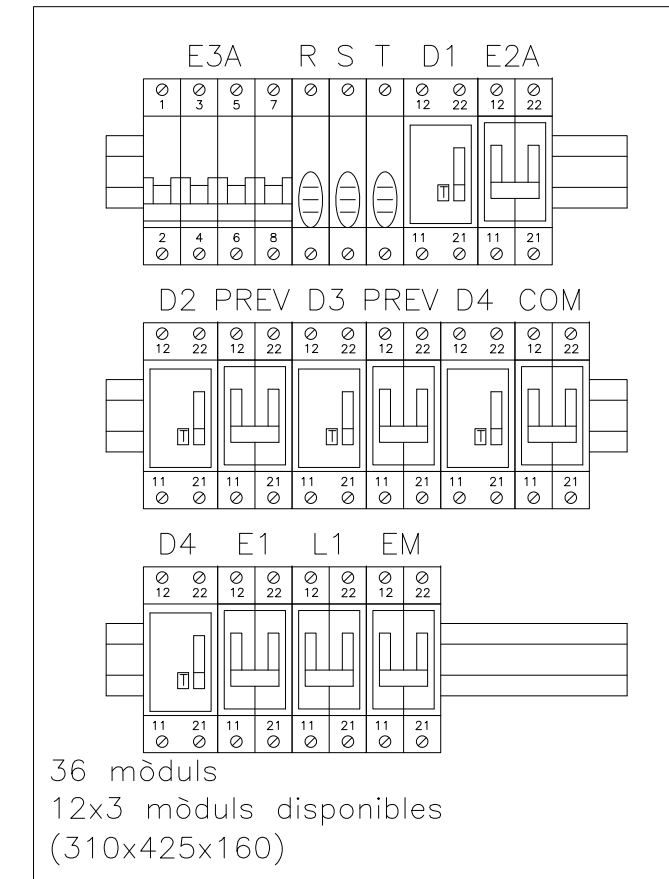 E3A R S T D1 E2A
1 3 5 7 12 22 12 22
T
2 4 6 8 11 21 11 21
D2 PREV D3 PREV D4 COM
12 22 12 22 12 22 12 22 12 22 12 22
T T T
11 21 11 21 11 21 11 21 11 21 11 21
D4 E1 L1 EM
12 22 12 22 12 22 12 22
T
11 21 11 21 11 21 11 21
36 mòduls
12x3 mòduls disponibles
(310x425x160)